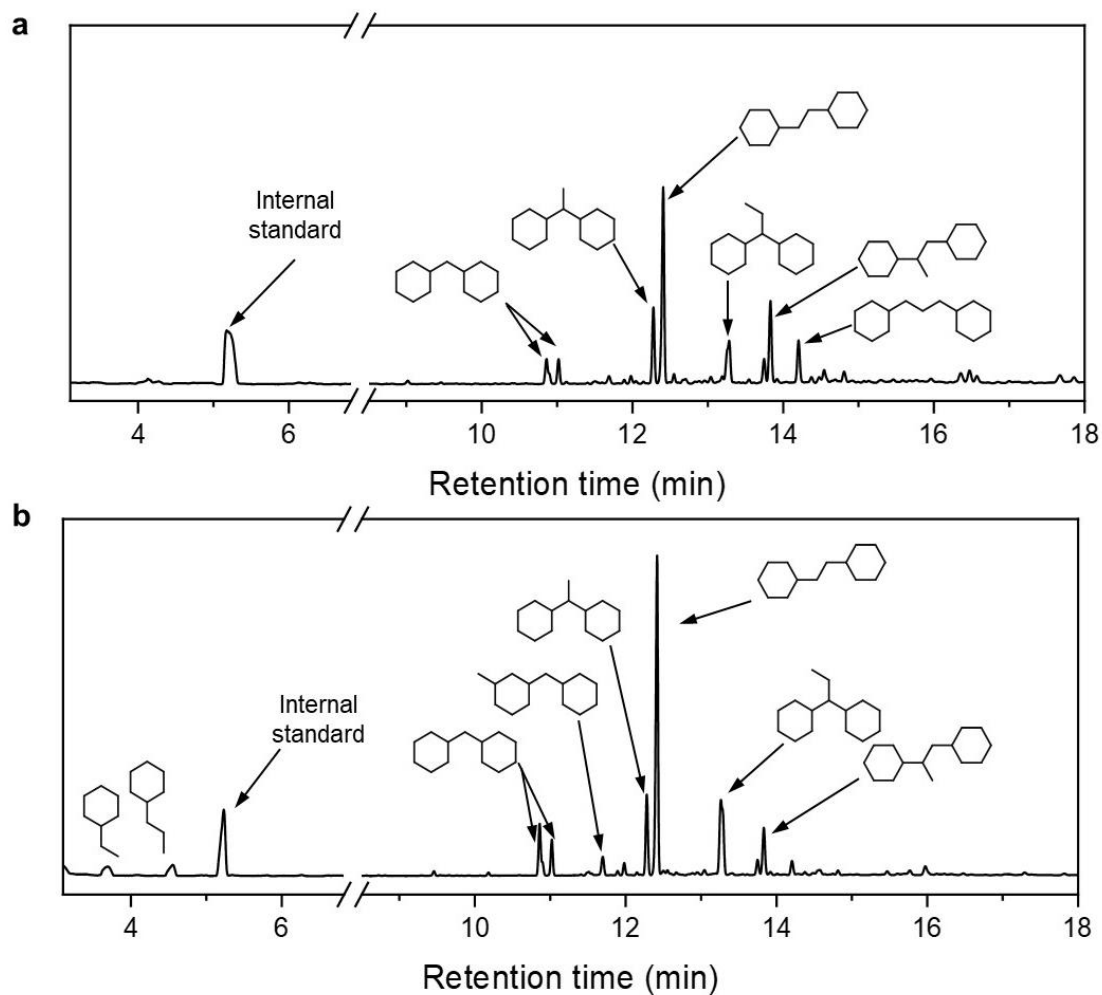 a
Internal
standard
4 6 10 12 14 16 18
Retention time (min)
b
Internal
standard
4 6 10 12 14 16 18
Retention time (min)